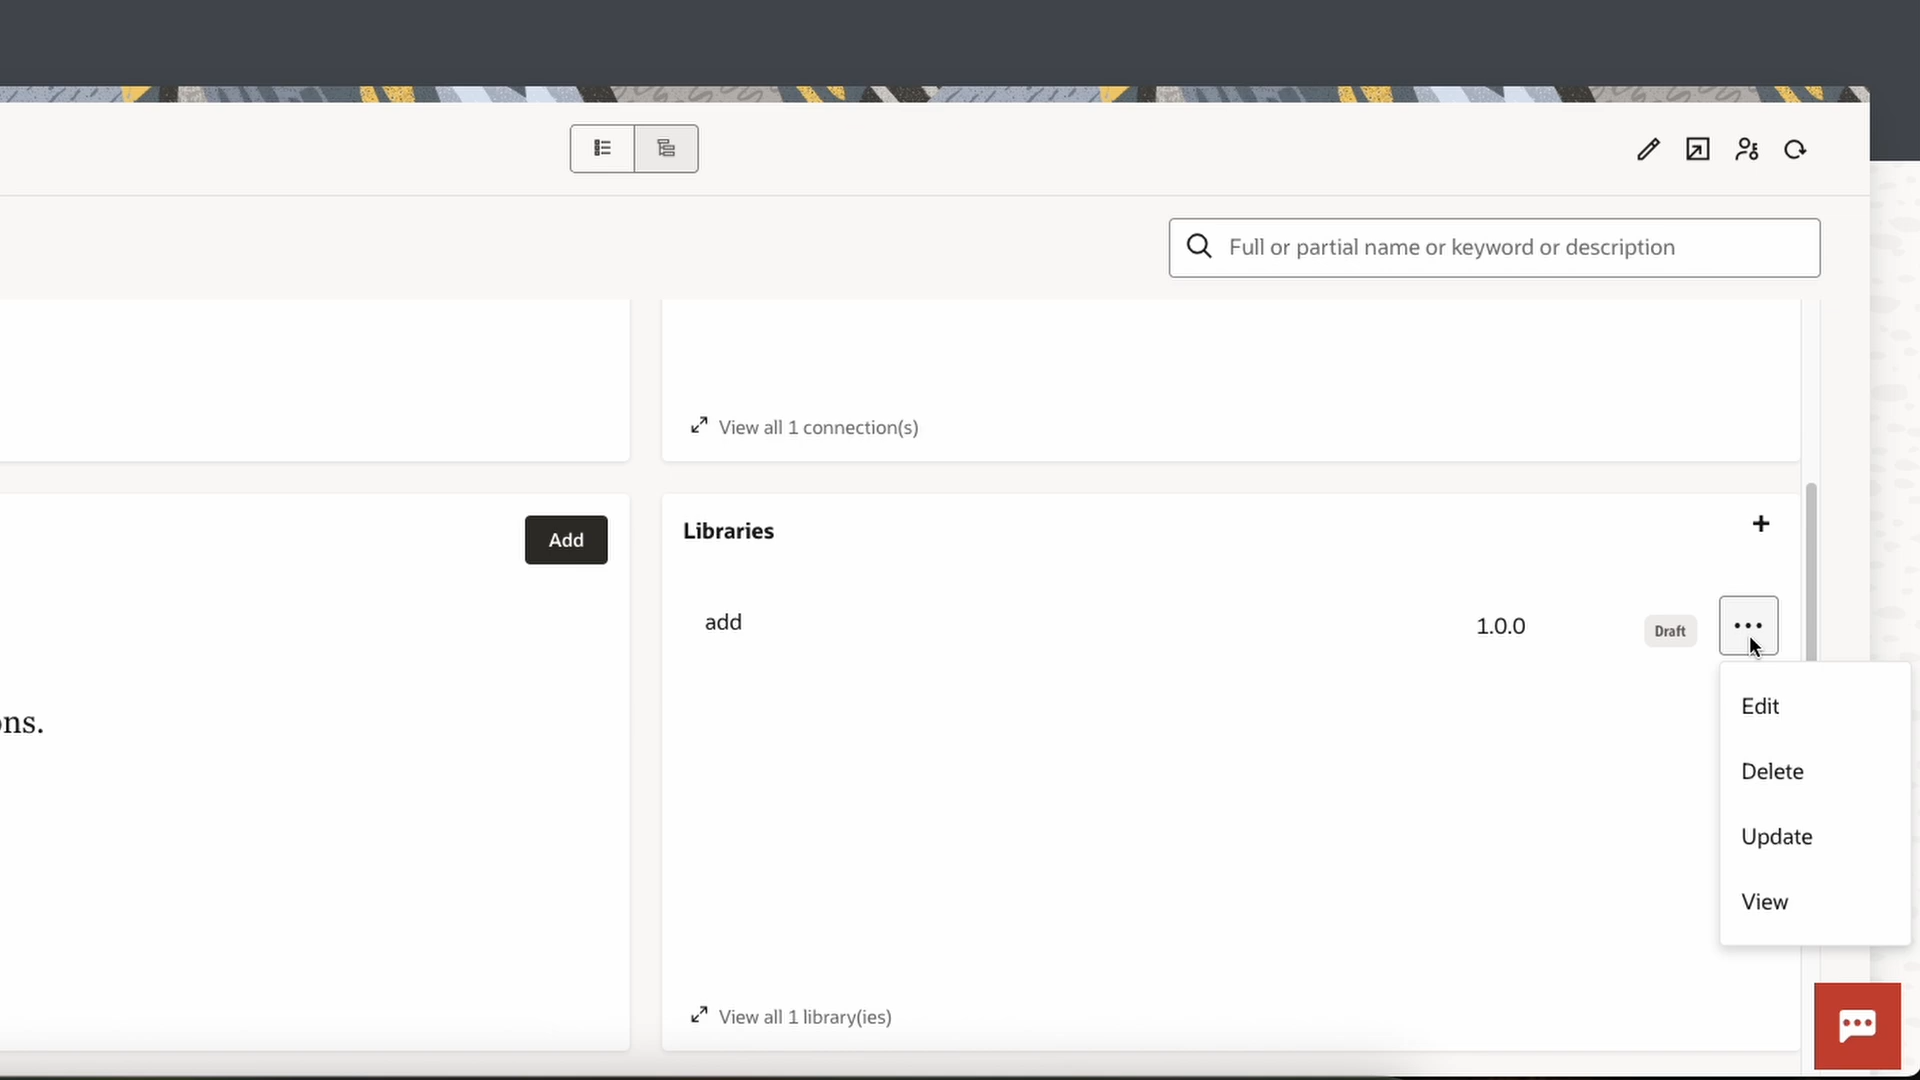 Full or partial name or keyword or description
View all 1 connection(s)
Add
Libraries
+
add
1.0.0
Draft
Edit
ons.
Delete
Update
View
View all 1 library(ies)